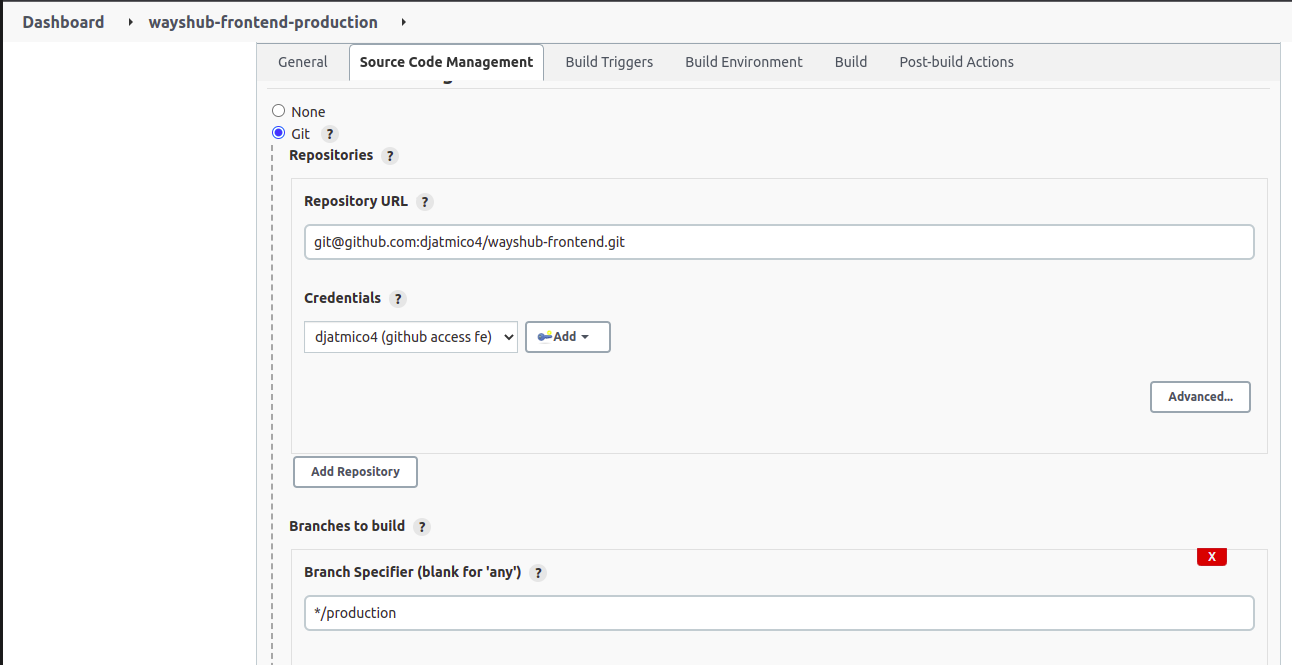 Dashboard wayshub-frontend-production
General Source Code Management Build Triggers Build Environment Build Post-build Actions
None
Git ?
Repositories ?
Repository URL ?
git@github.com:djatmico4/wayshub-frontend.git
Credentials ?
djatmico4 (github access fe) Add
Advanced...
Add Repository
Branches to build ?
X
Branch Specifier (blank for 'any') ?
*/production